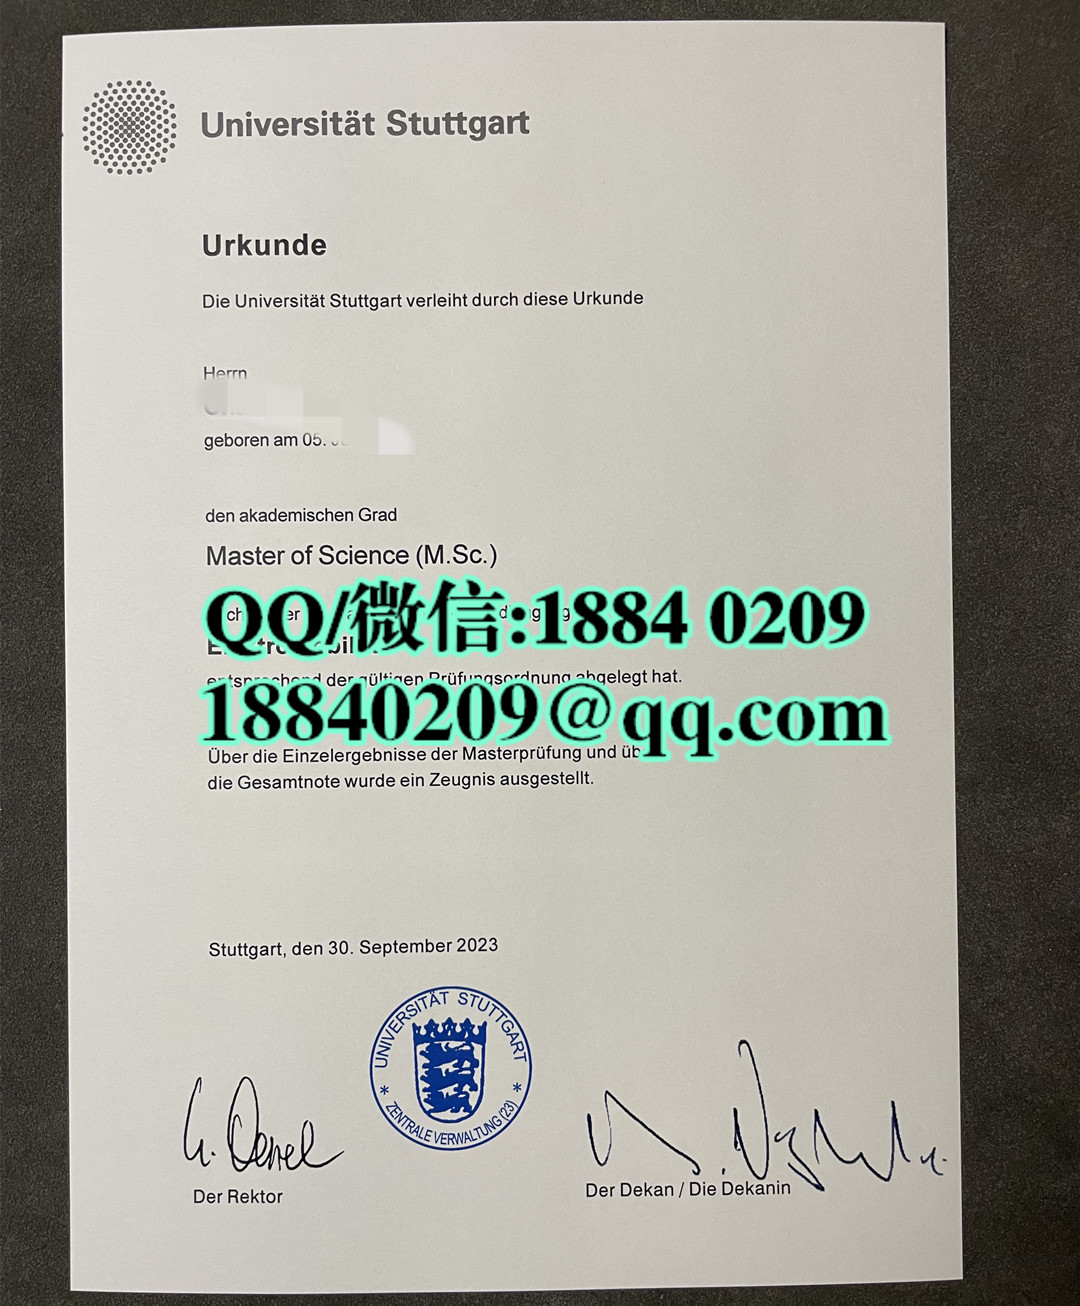 Universität Stuttgart
Urkunde
Die Universität Stuttgart verleiht durch diese Urkunde
Herrn
geboren am 05.
den akademischen Grad
Master of Science (M.Sc.)
QQ/微信:1884 0209
entsprechend der gültigen Prüfungsordnung abgelegt hat.
18840209@qq.com
Über die Einzelergebnisse der Masterprüfung und
die Gesamtnote wurde ein Zeugnis ausgestellt.
Stuttgart, den 30. September 2023
UNIVERSITÄT STUTTGART
* ZENTRALE VERWALTUNG (23) *
Der Rektor
Der Dekan / Die Dekanin